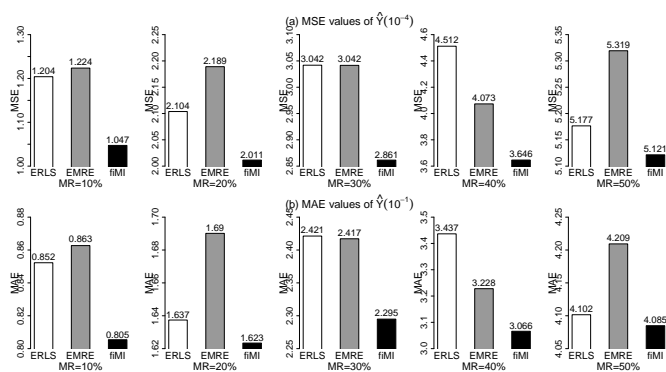 (a) MSE values of Ŷ(10⁻⁴)
MSE
1.00 1.10 1.20 1.30
1.204 1.224 1.047
ERLS EMRE fiMI
MR=10%
MSE
2.00 2.05 2.10 2.15 2.20 2.25
2.104 2.189 2.011
ERLS EMRE fiMI
MR=20%
MSE
2.85 2.90 2.95 3.00 3.05 3.10
3.042 3.042 2.861
ERLS EMRE fiMI
MR=30%
MSE
3.6 3.8 4.0 4.2 4.4 4.6
4.512 4.073 3.646
ERLS EMRE fiMI
MR=40%
MSE
5.10 5.15 5.20 5.25 5.30 5.35
5.177 5.319 5.121
ERLS EMRE fiMI
MR=50%
(b) MAE values of Ŷ(10⁻¹)
MAE
0.80 0.82 0.84 0.86 0.88
0.852 0.863 0.805
ERLS EMRE fiMI
MR=10%
MAE
1.62 1.64 1.66 1.68 1.70
1.637 1.69 1.623
ERLS EMRE fiMI
MR=20%
MAE
2.25 2.30 2.35 2.40 2.45
2.421 2.417 2.295
ERLS EMRE fiMI
MR=30%
MAE
3.0 3.1 3.2 3.3 3.4 3.5
3.437 3.228 3.066
ERLS EMRE fiMI
MR=40%
MAE
4.05 4.10 4.15 4.20 4.25
4.102 4.209 4.085
ERLS EMRE fiMI
MR=50%